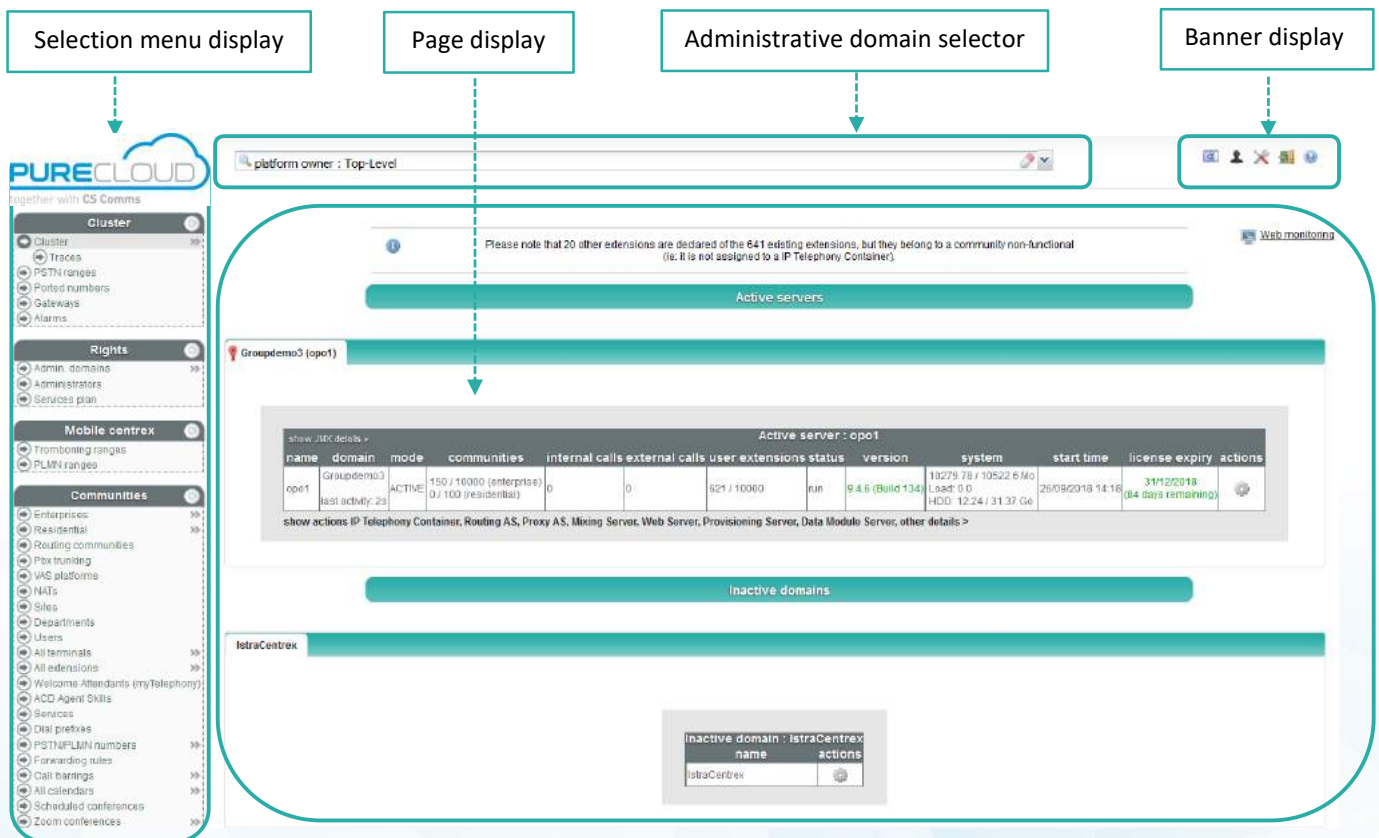 Selection menu display
Page display
Administrative domain selector
Banner display
PURECLOUD
together with CS Comms
platform owner : Top-Level
Cluster
Cluster
Traces
PSTN ranges
Ported numbers
Gateways
Alarms
Rights
Admin. domains
Administrators
Services plan
Mobile centrex
Tromboning ranges
PLMN ranges
Communities
Enterprises
Residential
Routing communities
Pbx trunking
VAS platforms
NATs
Sites
Departments
Users
All terminals
All extensions
Welcome Attendants (myTelephony)
ACD Agent Skills
Services
Dial prefixes
PSTN/PLMN numbers
Forwarding rules
Call barrings
All calendars
Scheduled conferences
Zoom conferences
Please note that 20 other extensions are declared of the 641 existing extensions, but they belong to a community non-functional
(ie: it is not assigned to a IP Telephony Container).
Web monitoring
Active servers
Groupdemo3 (opo1)
show JMX details >
Active server : opo1
name domain mode communities internal calls external calls user extensions status version system start time license expiry actions
opo1 Groupdemo3 last activity: 2s ACTIVE 150 / 10000 (enterprise) 0 / 100 (residential) 0 0 621 / 10000 run 9.4.6 (Build 134) 10279.78 / 10522.6 Mo Load: 0.0 HDD: 12.24 / 31.37 Go 26/09/2018 14:18 31/12/2018 (84 days remaining)
show actions IP Telephony Container, Routing AS, Proxy AS, Mixing Server, Web Server, Provisioning Server, Data Module Server, other details >
Inactive domains
IstraCentrex
Inactive domain : IstraCentrex
name actions
IstraCentrex